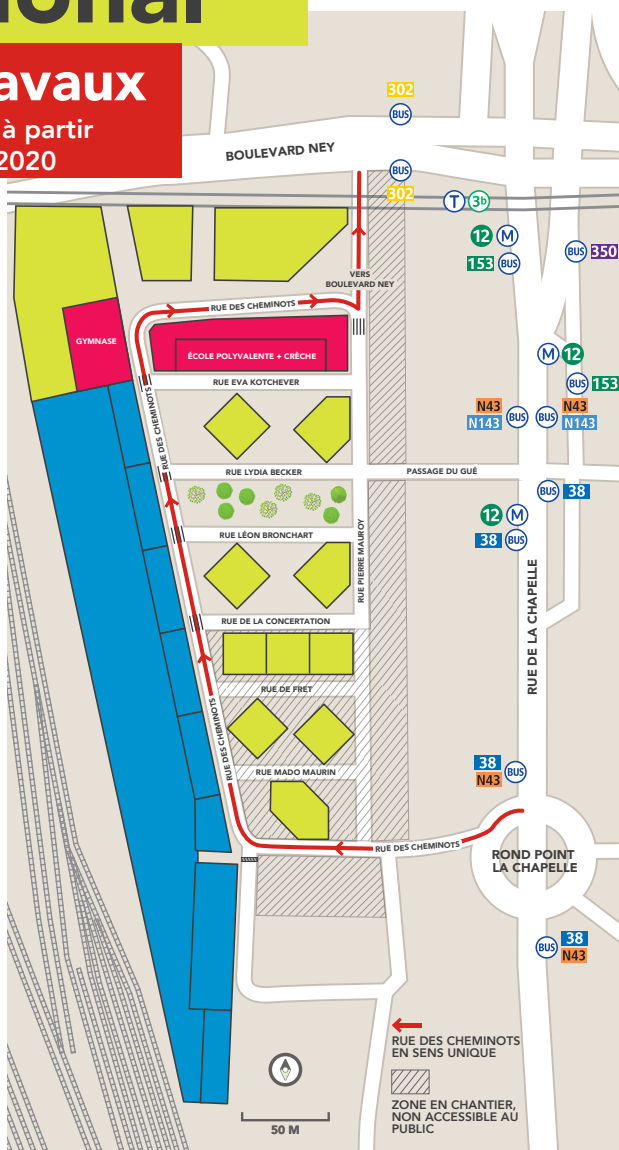 avaux
à partir
2020
302
BUS
BOULEVARD NEY
BUS
302
T 3b
12 M
153 BUS
BUS 350
VERS
BOULEVARD NEY
RUE DES CHEMINOTS
GYMNASE
ÉCOLE POLYVALENTE + CRÈCHE
M 12
BUS 153
RUE EVA KOTCHEVER
RUE DES CHEMINOTS
N43
N143 BUS
N43
BUS N143
RUE LYDIA BECKER
PASSAGE DU GUÉ
BUS 38
12 M
38 BUS
RUE LÉON BRONCHART
RUE PIERRE MAUROY
RUE DE LA CHAPELLE
RUE DE LA CONCERTATION
RUE DE FRET
RUE DES CHEMINOTS
RUE MADO MAURIN
38
N43 BUS
RUE DES CHEMINOTS
ROND POINT
LA CHAPELLE
BUS 38
N43
RUE DES CHEMINOTS
EN SENS UNIQUE
ZONE EN CHANTIER,
NON ACCESSIBLE AU
PUBLIC
50 M